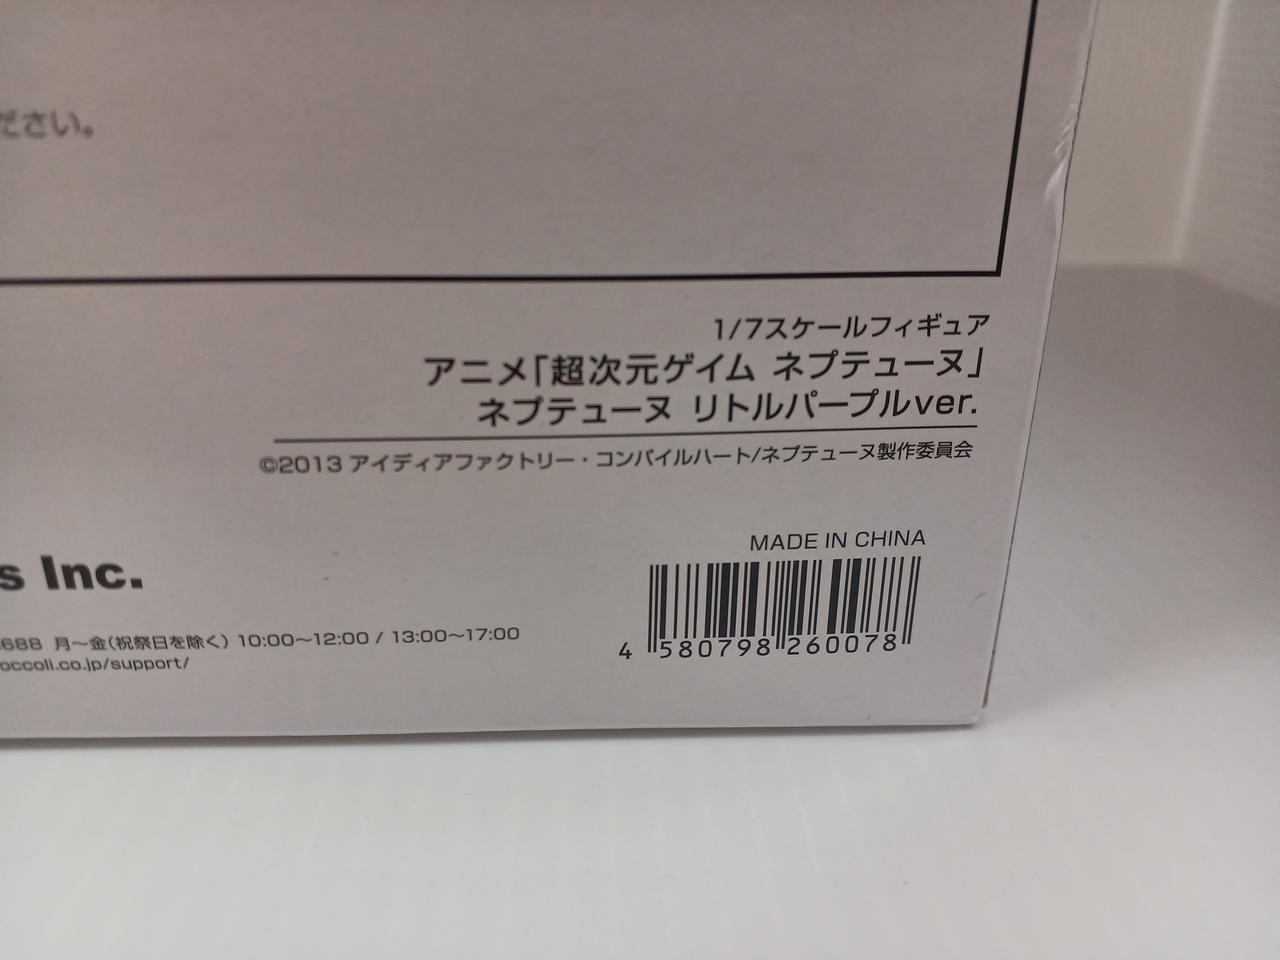 ださい。
1/7スケールフィギュア
アニメ「超次元ゲイム ネプテューヌ」
ネプテューヌ リトルパープルver.
©2013 アイディアファクトリー・コンパイルハート/ネプテューヌ製作委員会
MADE IN CHINA
s Inc.
688 月〜金(祝祭日を除く) 10:00〜12:00 / 13:00〜17:00
occoli.co.jp/support/
4 580798 260078